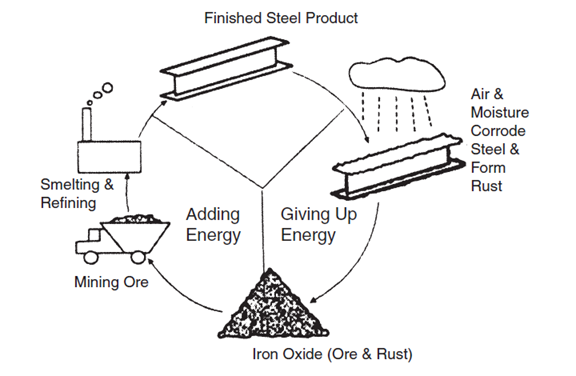 Finished Steel Product
Air &
Moisture
Corrode
Steel &
Form
Rust
Smelting &
Refining
Adding
Energy
Giving Up
Energy
Mining Ore
Iron Oxide (Ore & Rust)